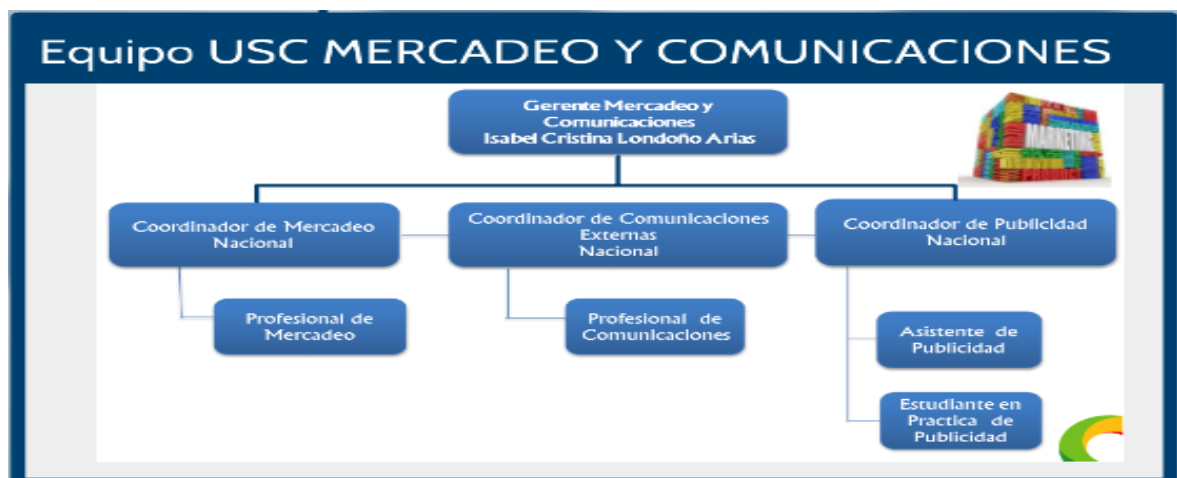 Equipo USC MERCADEO Y COMUNICACIONES
Gerente Mercadeo y
Comunicaciones
Isabel Cristina Londoño Arias
MARKETING
Coordinador de Mercadeo
Nacional
Coordinador de Comunicaciones
Externas
Nacional
Coordinador de Publicidad
Nacional
Profesional de
Mercadeo
Profesional de
Comunicaciones
Asistente de
Publicidad
Estudiante en
Practica de
Publicidad